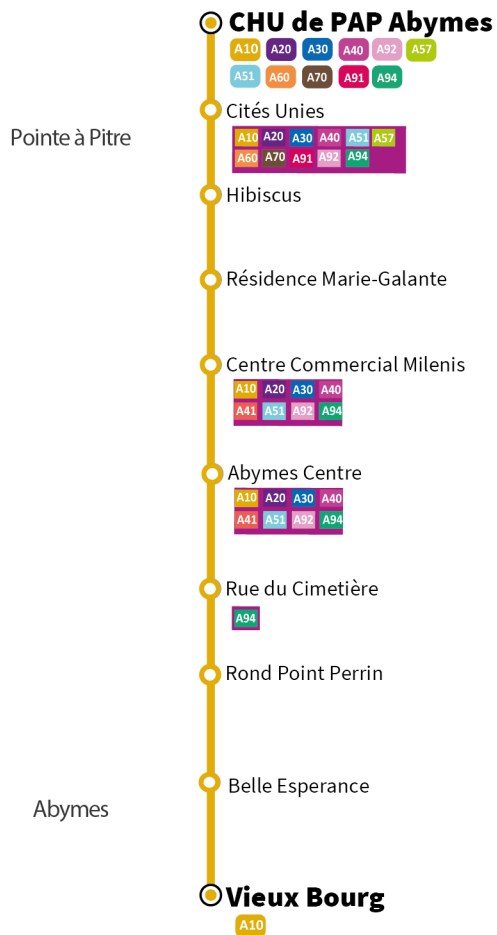 CHU de PAP Abymes
A10 A20 A30 A40 A92 A57
A51 A60 A70 A91 A94
Cités Unies
Pointe à Pitre
A10 A20 A30 A40 A51 A57
A60 A70 A91 A92 A94
Hibiscus
Résidence Marie-Galante
Centre Commercial Milenis
A10 A20 A30 A40
A41 A51 A92 A94
Abymes Centre
A10 A20 A30 A40
A41 A51 A92 A94
Rue du Cimetière
A94
Rond Point Perrin
Belle Esperance
Abymes
Vieux Bourg
A10